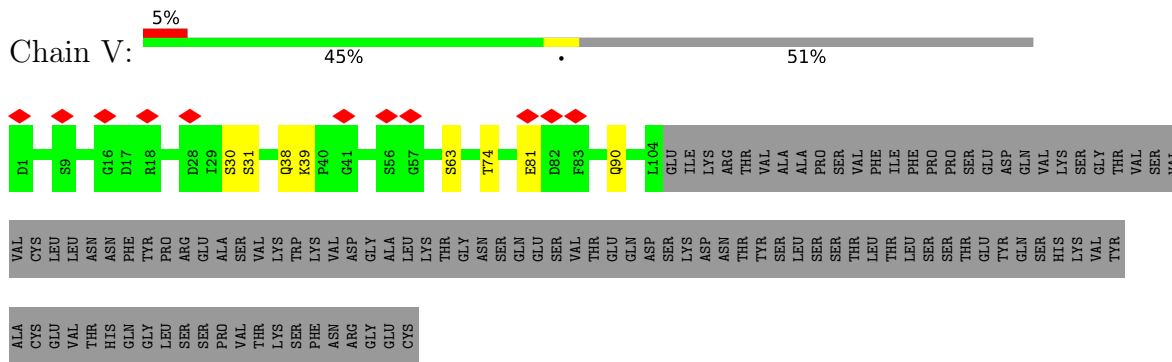 5%
Chain V:
45% • 51%
D1 S9 G16 D17 R18 D28 I29 S30 S31 Q38 K39 P40 G41 S56 G57 S63 T74 E81 D82 F83 Q90 L104 GLU ILE LYS ARG THR VAL ALA ALA PRO SER VAL PHE ILE PHE PRO PRO SER GLU ASP GLN VAL LYS SER GLY THR VAL SER VAL
VAL CYS LEU LEU ASN ASN PHE TYR PRO ARG GLU ALA SER VAL LYS TRP LYS VAL ASP GLY ALA LEU LYS THR GLY ASN SER GLN GLU SER VAL THR GLU GLN ASP SER LYS ASP ASN THR TYR SER LEU SER SER THR LEU THR LEU SER SER THR GLU TYR GLN SER HIS LYS VAL TYR
ALA CYS GLU VAL THR HIS GLN GLY LEU SER SER PRO VAL THR LYS SER PHE ASN ARG GLY GLU CYS